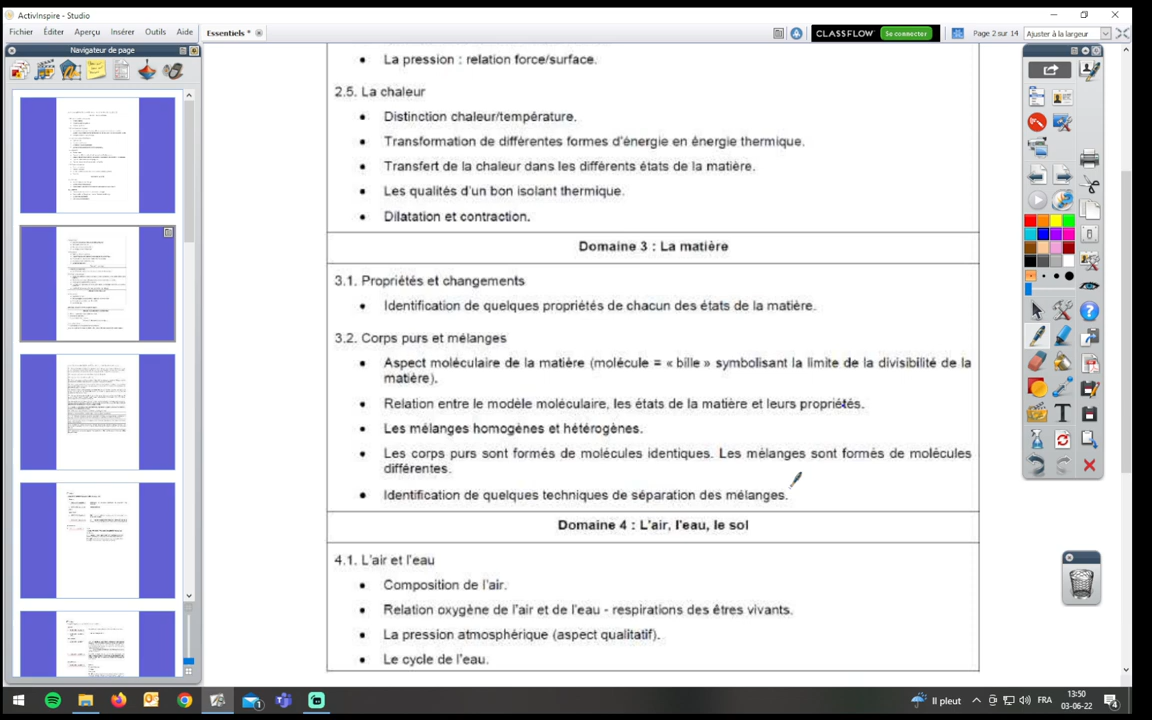 ActivInspire - Studio
Fichier Éditer Aperçu Insérer Outils Aide
Essentiels *
CLASSFLOW Se connecter
Page 2 sur 14
Ajuster à la largeur
Navigateur de page
• La pression : relation force/surface.
2.5. La chaleur
• Distinction chaleur/température.
• Transformation de différentes formes d'énergie en énergie thermique.
• Transfert de la chaleur dans les différents états de la matière.
• Les qualités d'un bon isolant thermique.
• Dilatation et contraction.
Domaine 3 : La matière
3.1. Propriétés et changements
• Identification de quelques propriétés de chacun des états de la matière.
3.2. Corps purs et mélanges
• Aspect moléculaire de la matière (molécule = « bille » symbolisant la limite de la divisibilité de la
matière).
• Relation entre le modèle moléculaire, les états de la matière et leurs propriétés.
• Les mélanges homogènes et hétérogènes.
• Les corps purs sont formés de molécules identiques. Les mélanges sont formés de molécules
différentes.
• Identification de quelques techniques de séparation des mélanges.
Domaine 4 : L'air, l'eau, le sol
4.1. L'air et l'eau
• Composition de l'air.
• Relation oxygène de l'air et de l'eau - respirations des êtres vivants.
• La pression atmosphérique (aspect qualitatif).
• Le cycle de l'eau.
Il pleut
FRA
13:50
03-06-22